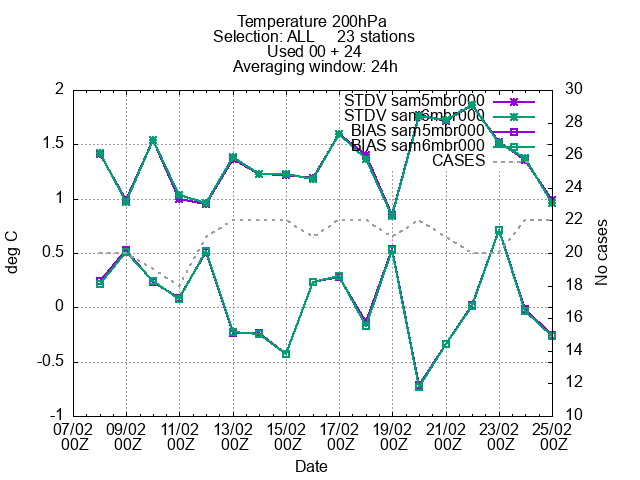 Temperature 200hPa
Selection: ALL 23 stations
Used 00 + 24
Averaging window: 24h
STDV sam5mbr000
STDV sam6mbr000
BIAS sam5mbr000
BIAS sam6mbr000
CASES
2
1.5
1
0.5
0
-0.5
-1
deg C
30
28
26
24
22
20
18
16
14
12
10
No cases
07/02 09/02 11/02 13/02 15/02 17/02 19/02 21/02 23/02 25/02
00Z 00Z 00Z 00Z 00Z 00Z 00Z 00Z 00Z 00Z
Date